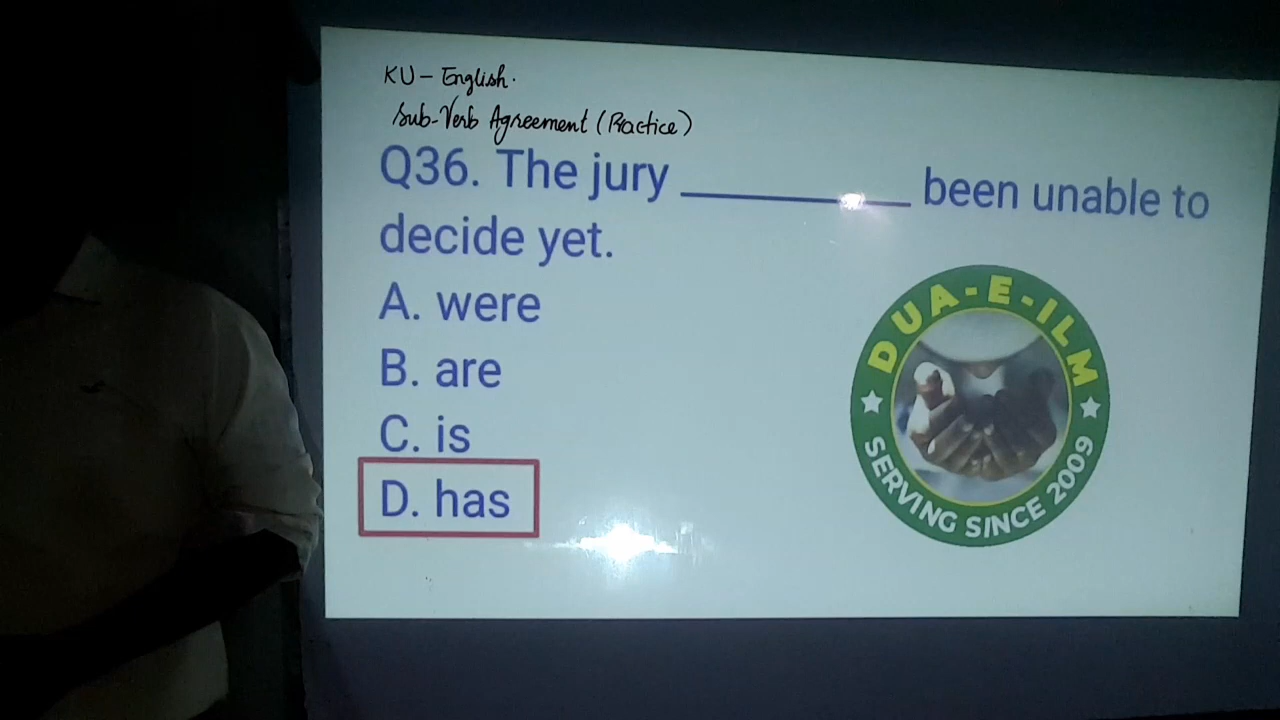 KU - English.
Sub-Verb Agreement (Practice)
Q36. The jury __________ been unable to
decide yet.
A. were
B. are
C. is
D. has
DUA-E-ILM
SERVING SINCE 2009